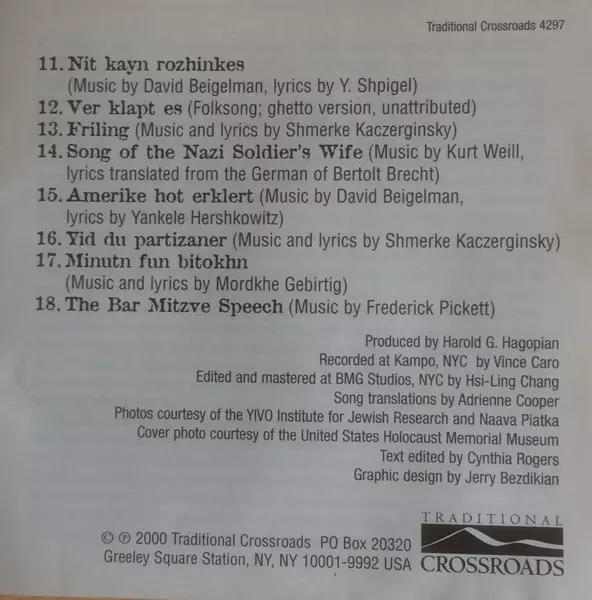 Traditional Crossroads 4297
11. Nit kayn rozhinkes
(Music by David Beigelman, lyrics by Y. Shpigel)
12. Ver klapt es (Folksong; ghetto version, unattributed)
13. Friling (Music and lyrics by Shmerke Kaczerginsky)
14. Song of the Nazi Soldier's Wife (Music by Kurt Weill,
lyrics translated from the German of Bertolt Brecht)
15. Amerike hot erklert (Music by David Beigelman,
lyrics by Yankele Hershkowitz)
16. Yid du partizaner (Music and lyrics by Shmerke Kaczerginsky)
17. Minutn fun bitokhn
(Music and lyrics by Mordkhe Gebirtig)
18. The Bar Mitzve Speech (Music by Frederick Pickett)
Produced by Harold G. Hagopian
Recorded at Kampo, NYC by Vince Caro
Edited and mastered at BMG Studios, NYC by Hsi-Ling Chang
Song translations by Adrienne Cooper
Photos courtesy of the YIVO Institute for Jewish Research and Naava Piatka
Cover photo courtesy of the United States Holocaust Memorial Museum
Text edited by Cynthia Rogers
Graphic design by Jerry Bezdikian
© ℗ 2000 Traditional Crossroads PO Box 20320
Greeley Square Station, NY, NY 10001-9992 USA
TRADITIONAL
CROSSROADS